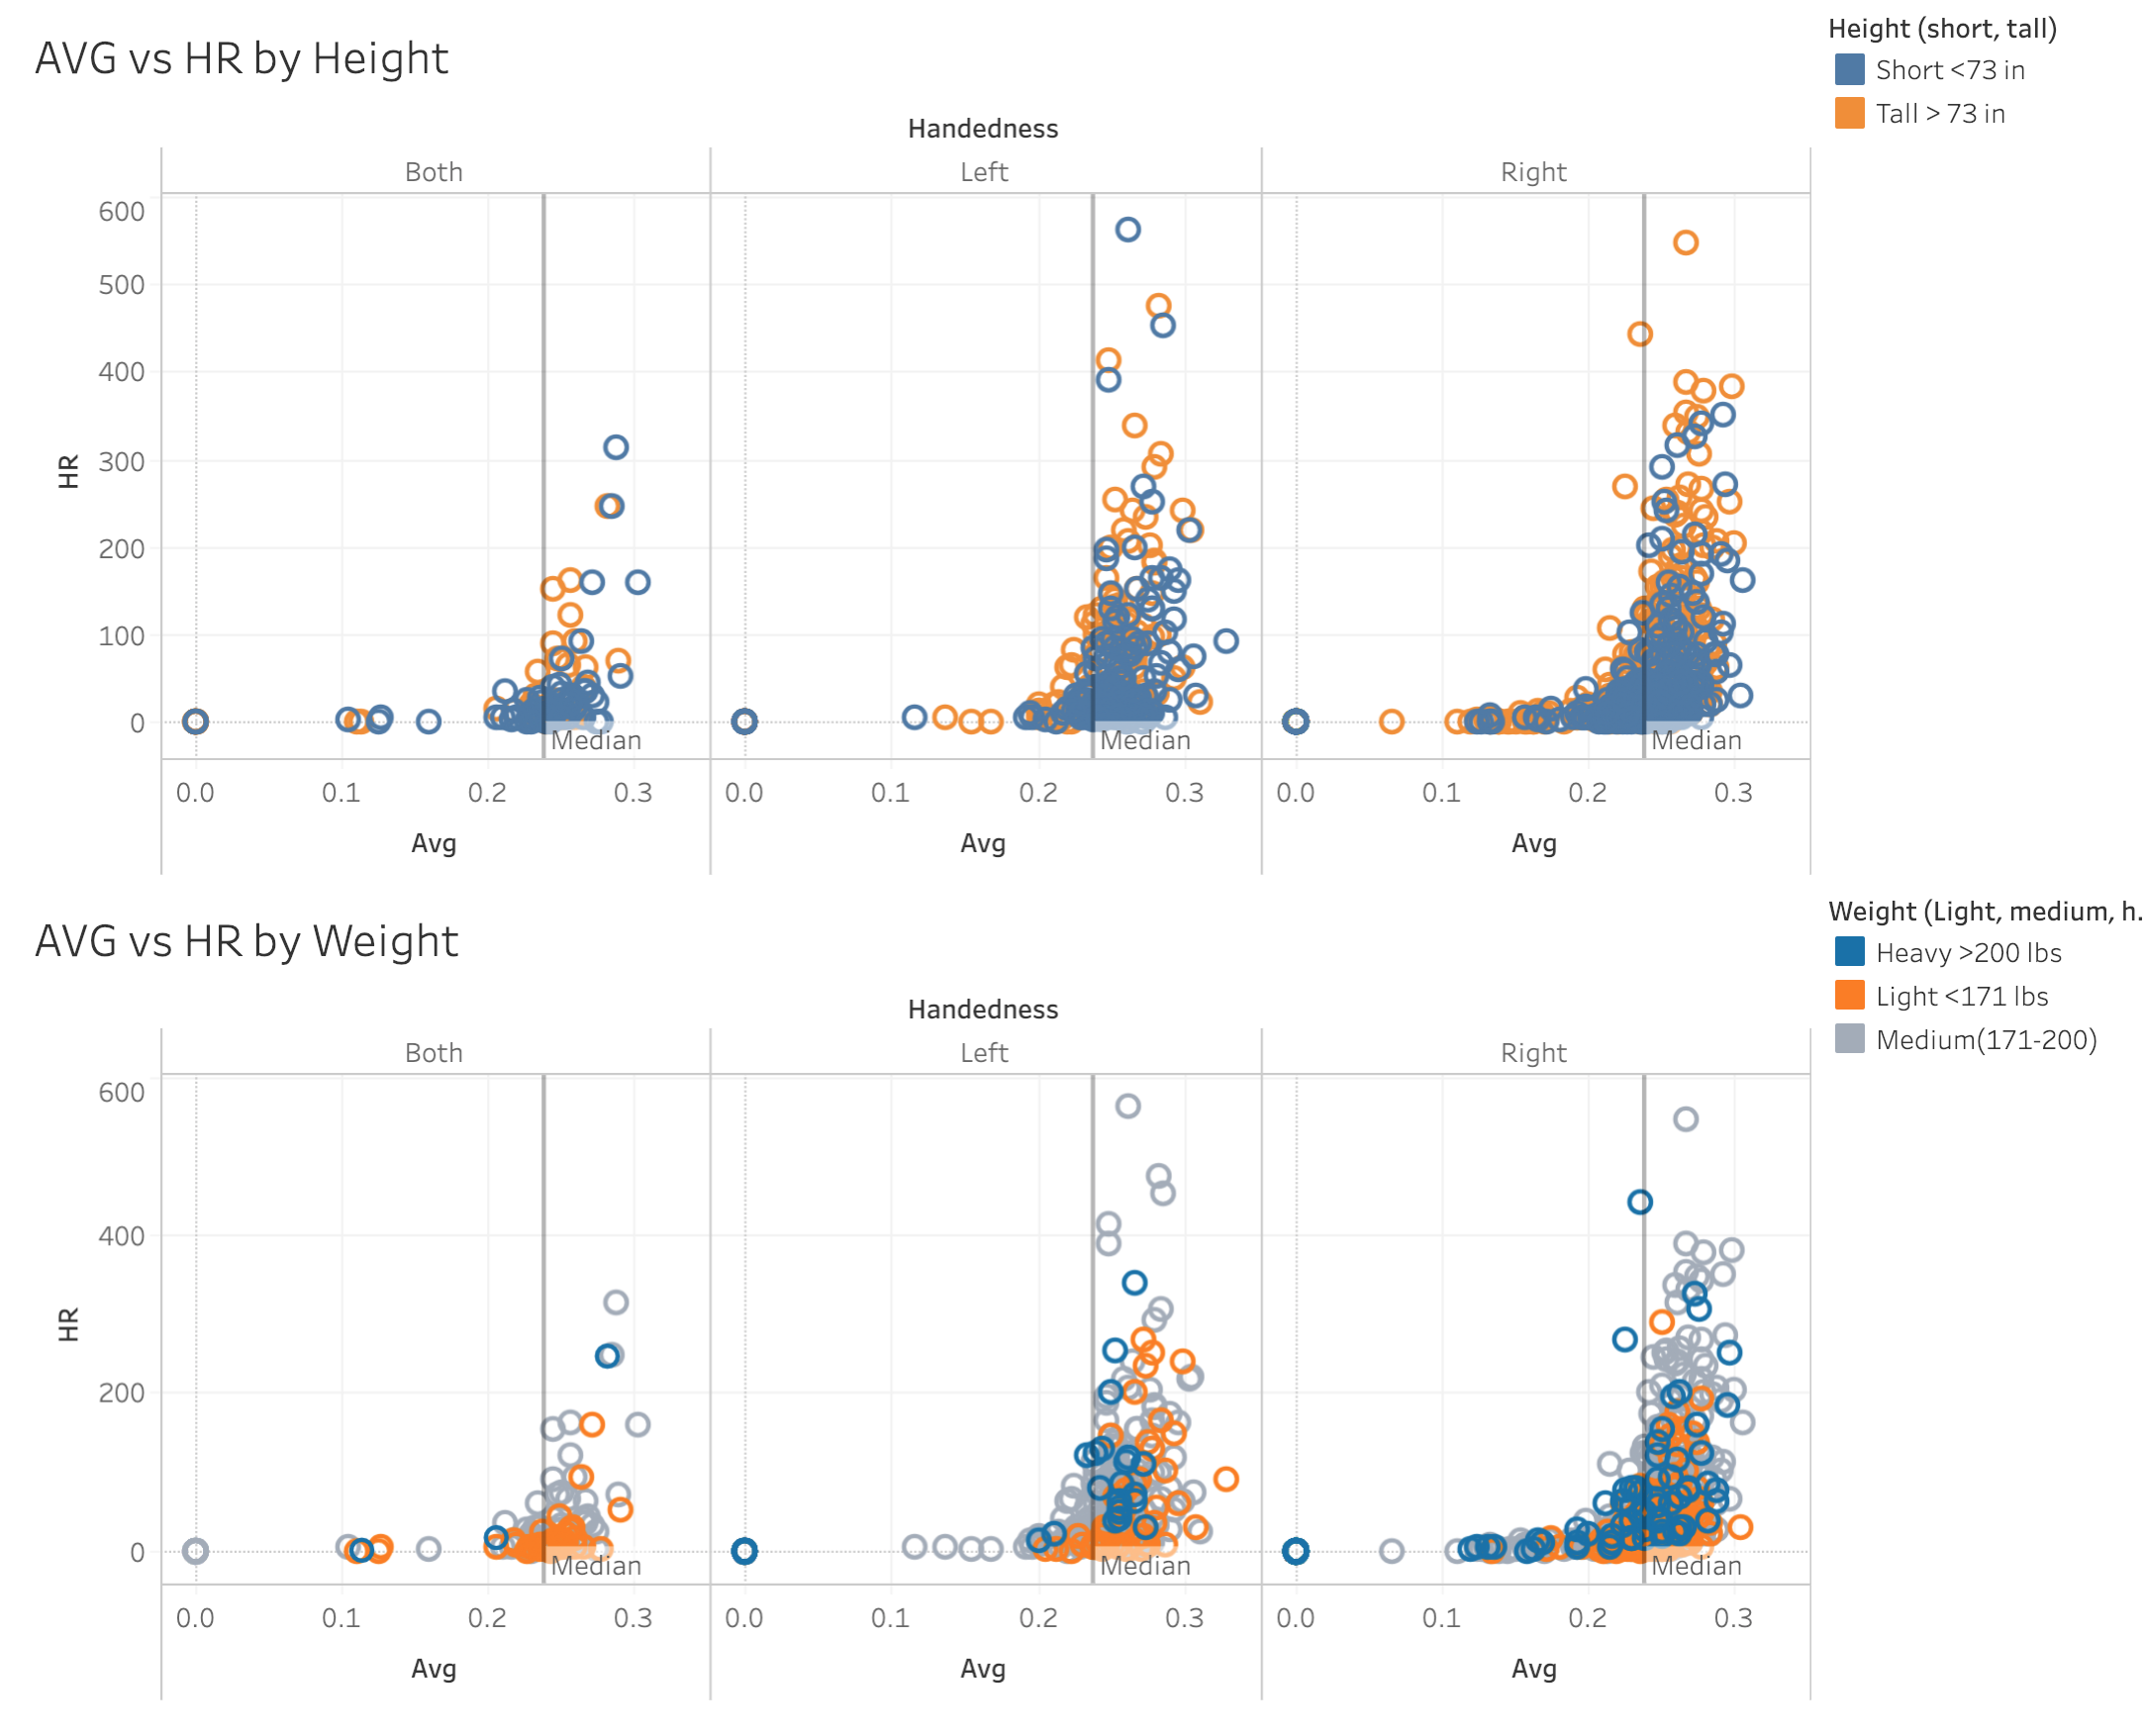 AVG vs HR by Height
Height (short, tall)
Short <73 in
Tall > 73 in
Handedness
Both Left Right
600
500
400
300
200
100
0
HR
Median Median Median
0.0 0.1 0.2 0.3 0.0 0.1 0.2 0.3 0.0 0.1 0.2 0.3
Avg Avg Avg
AVG vs HR by Weight
Weight (Light, medium, h.
Heavy >200 lbs
Light <171 lbs
Medium(171-200)
Handedness
Both Left Right
600
400
200
0
HR
Median Median Median
0.0 0.1 0.2 0.3 0.0 0.1 0.2 0.3 0.0 0.1 0.2 0.3
Avg Avg Avg